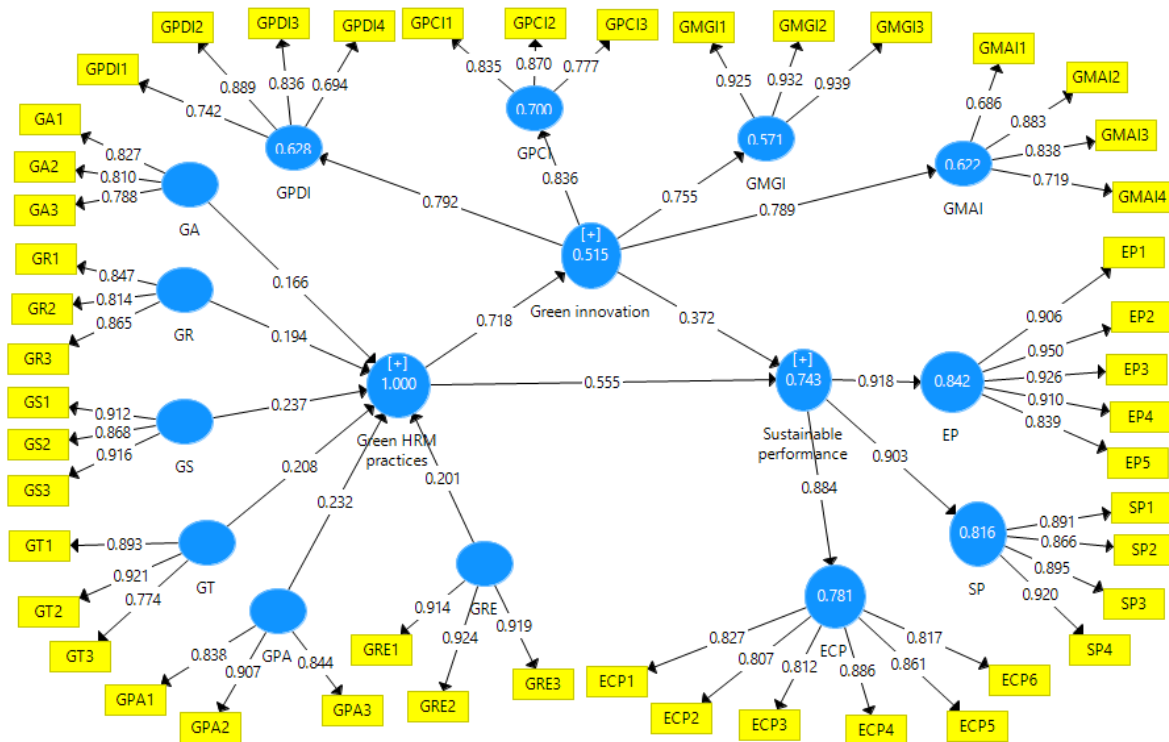 GPDI1
GPDI2
GPDI3
GPDI4
0.742
0.889
0.836
0.694
0.628
GPDI
GPCI1
GPCI2
GPCI3
0.835
0.870
0.777
0.700
GPCI
GMGI1
GMGI2
GMGI3
0.925
0.932
0.939
0.571
GMGI
GMAI1
GMAI2
GMAI3
GMAI4
0.686
0.883
0.838
0.719
0.622
GMAI
0.792
0.836
0.755
0.789
GA1
GA2
GA3
0.827
0.810
0.788
GA
0.166
GR1
GR2
GR3
0.847
0.814
0.865
GR
0.194
GS1
GS2
GS3
0.912
0.868
0.916
GS
0.237
GT1
GT2
GT3
0.893
0.921
0.774
GT
0.208
GPA1
GPA2
GPA3
0.838
0.907
0.844
GPA
0.232
GRE1
GRE2
GRE3
0.914
0.924
0.919
GRE
0.201
[+]
1.000
Green HRM
practices
0.718
[+]
0.515
Green innovation
0.372
0.555
[+]
0.743
Sustainable
performance
0.918
0.903
0.884
EP1
EP2
EP3
EP4
EP5
0.906
0.950
0.926
0.910
0.839
0.842
EP
SP1
SP2
SP3
SP4
0.891
0.866
0.895
0.920
0.816
SP
0.781
ECP
0.827
0.807
0.812
0.886
0.861
0.817
ECP1
ECP2
ECP3
ECP4
ECP5
ECP6